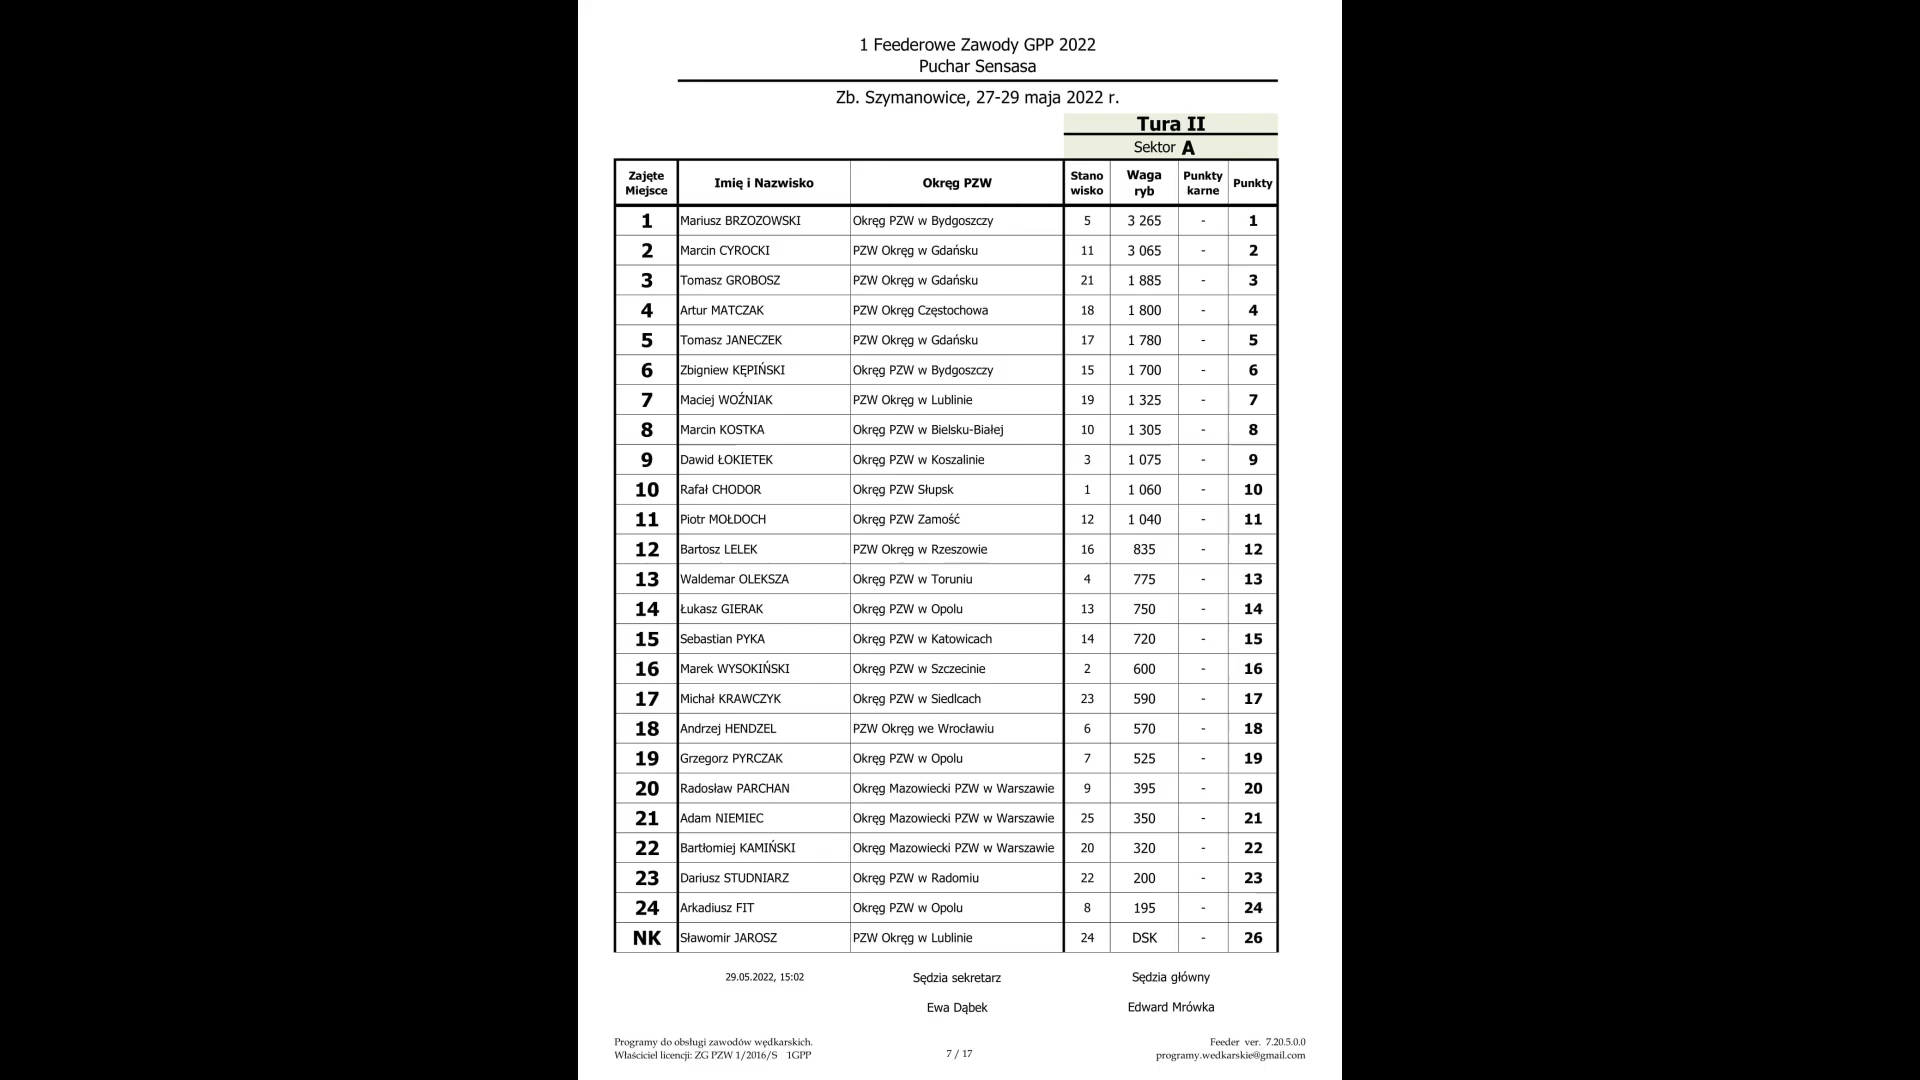 1 Feederowe Zawody GPP 2022
Puchar Sensasa
Zb. Szymanowice, 27-29 maja 2022 r.
Tura II
Sektor A
Zajęte Miejsce Imię i Nazwisko Okręg PZW Stano wisko Waga ryb Punkty karne Punkty
1 Mariusz BRZOZOWSKI Okręg PZW w Bydgoszczy 5 3 265 - 1
2 Marcin CYROCKI PZW Okręg w Gdańsku 11 3 065 - 2
3 Tomasz GROBOSZ PZW Okręg w Gdańsku 21 1 885 - 3
4 Artur MATCZAK PZW Okręg Częstochowa 18 1 800 - 4
5 Tomasz JANECZEK PZW Okręg w Gdańsku 17 1 780 - 5
6 Zbigniew KĘPIŃSKI Okręg PZW w Bydgoszczy 15 1 700 - 6
7 Maciej WOŹNIAK PZW Okręg w Lublinie 19 1 325 - 7
8 Marcin KOSTKA Okręg PZW w Bielsku-Białej 10 1 305 - 8
9 Dawid ŁOKIETEK Okręg PZW w Koszalinie 3 1 075 - 9
10 Rafał CHODOR Okręg PZW Słupsk 1 1 060 - 10
11 Piotr MOŁDOCH Okręg PZW Zamość 12 1 040 - 11
12 Bartosz LELEK PZW Okręg w Rzeszowie 16 835 - 12
13 Waldemar OLEKSZA Okręg PZW w Toruniu 4 775 - 13
14 Łukasz GIERAK Okręg PZW w Opolu 13 750 - 14
15 Sebastian PYKA Okręg PZW w Katowicach 14 720 - 15
16 Marek WYSOKIŃSKI Okręg PZW w Szczecinie 2 600 - 16
17 Michał KRAWCZYK Okręg PZW w Siedlcach 23 590 - 17
18 Andrzej HENDZEL PZW Okręg we Wrocławiu 6 570 - 18
19 Grzegorz PYRCZAK Okręg PZW w Opolu 7 525 - 19
20 Radosław PARCHAN Okręg Mazowiecki PZW w Warszawie 9 395 - 20
21 Adam NIEMIEC Okręg Mazowiecki PZW w Warszawie 25 350 - 21
22 Bartłomiej KAMIŃSKI Okręg Mazowiecki PZW w Warszawie 20 320 - 22
23 Dariusz STUDNIARZ Okręg PZW w Radomiu 22 200 - 23
24 Arkadiusz FIT Okręg PZW w Opolu 8 195 - 24
NK Sławomir JAROSZ PZW Okręg w Lublinie 24 DSK - 26
29.05.2022, 15:02 Sędzia sekretarz Sędzia główny
Ewa Dąbek Edward Mrówka
Programy do obsługi zawodów wędkarskich. Feeder ver. 7.20.5.0.0
Właściciel licencji: ZG PZW 1/2016/S 1GPP 7 / 17 programy.wedkarskie@gmail.com